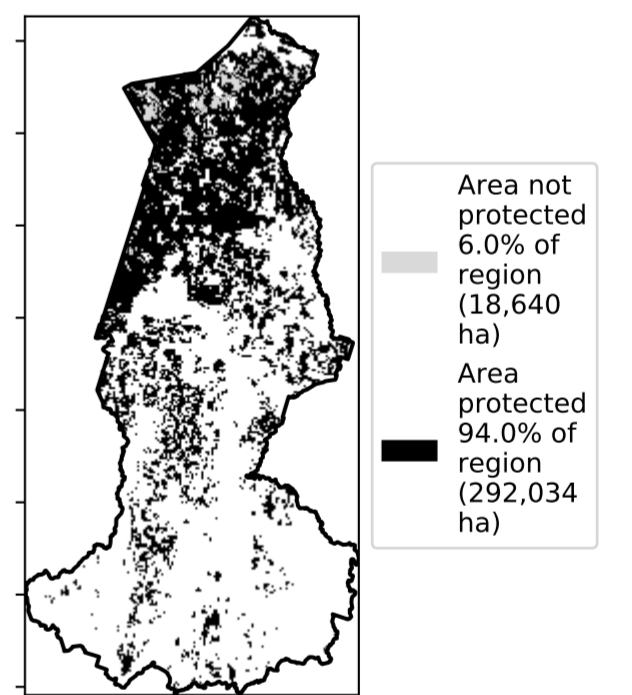 Area not
protected
6.0% of
region
(18,640
ha)
Area
protected
94.0% of
region
(292,034
ha)